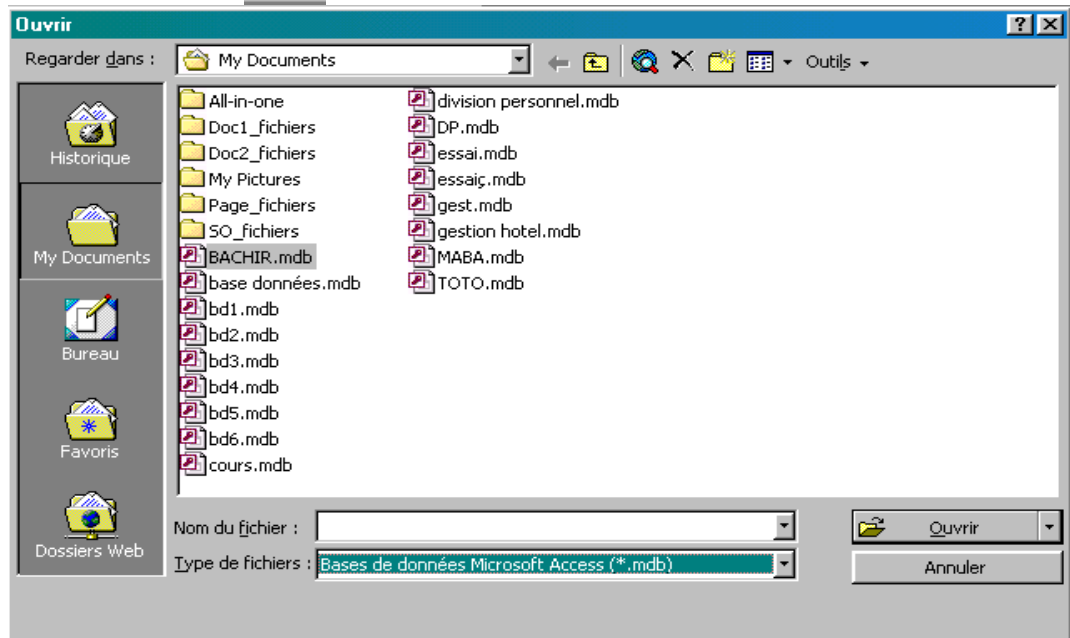 Ouvrir
Regarder dans :
My Documents
Outils
Historique
My Documents
Bureau
Favoris
Dossiers Web
All-in-one
Doc1_fichiers
Doc2_fichiers
My Pictures
Page_fichiers
SO_fichiers
BACHIR.mdb
base données.mdb
bd1.mdb
bd2.mdb
bd3.mdb
bd4.mdb
bd5.mdb
bd6.mdb
cours.mdb
division personnel.mdb
DP.mdb
essai.mdb
essaiç.mdb
gest.mdb
gestion hotel.mdb
MABA.mdb
TOTO.mdb
Nom du fichier :
Ouvrir
Type de fichiers : Bases de données Microsoft Access (*.mdb)
Annuler